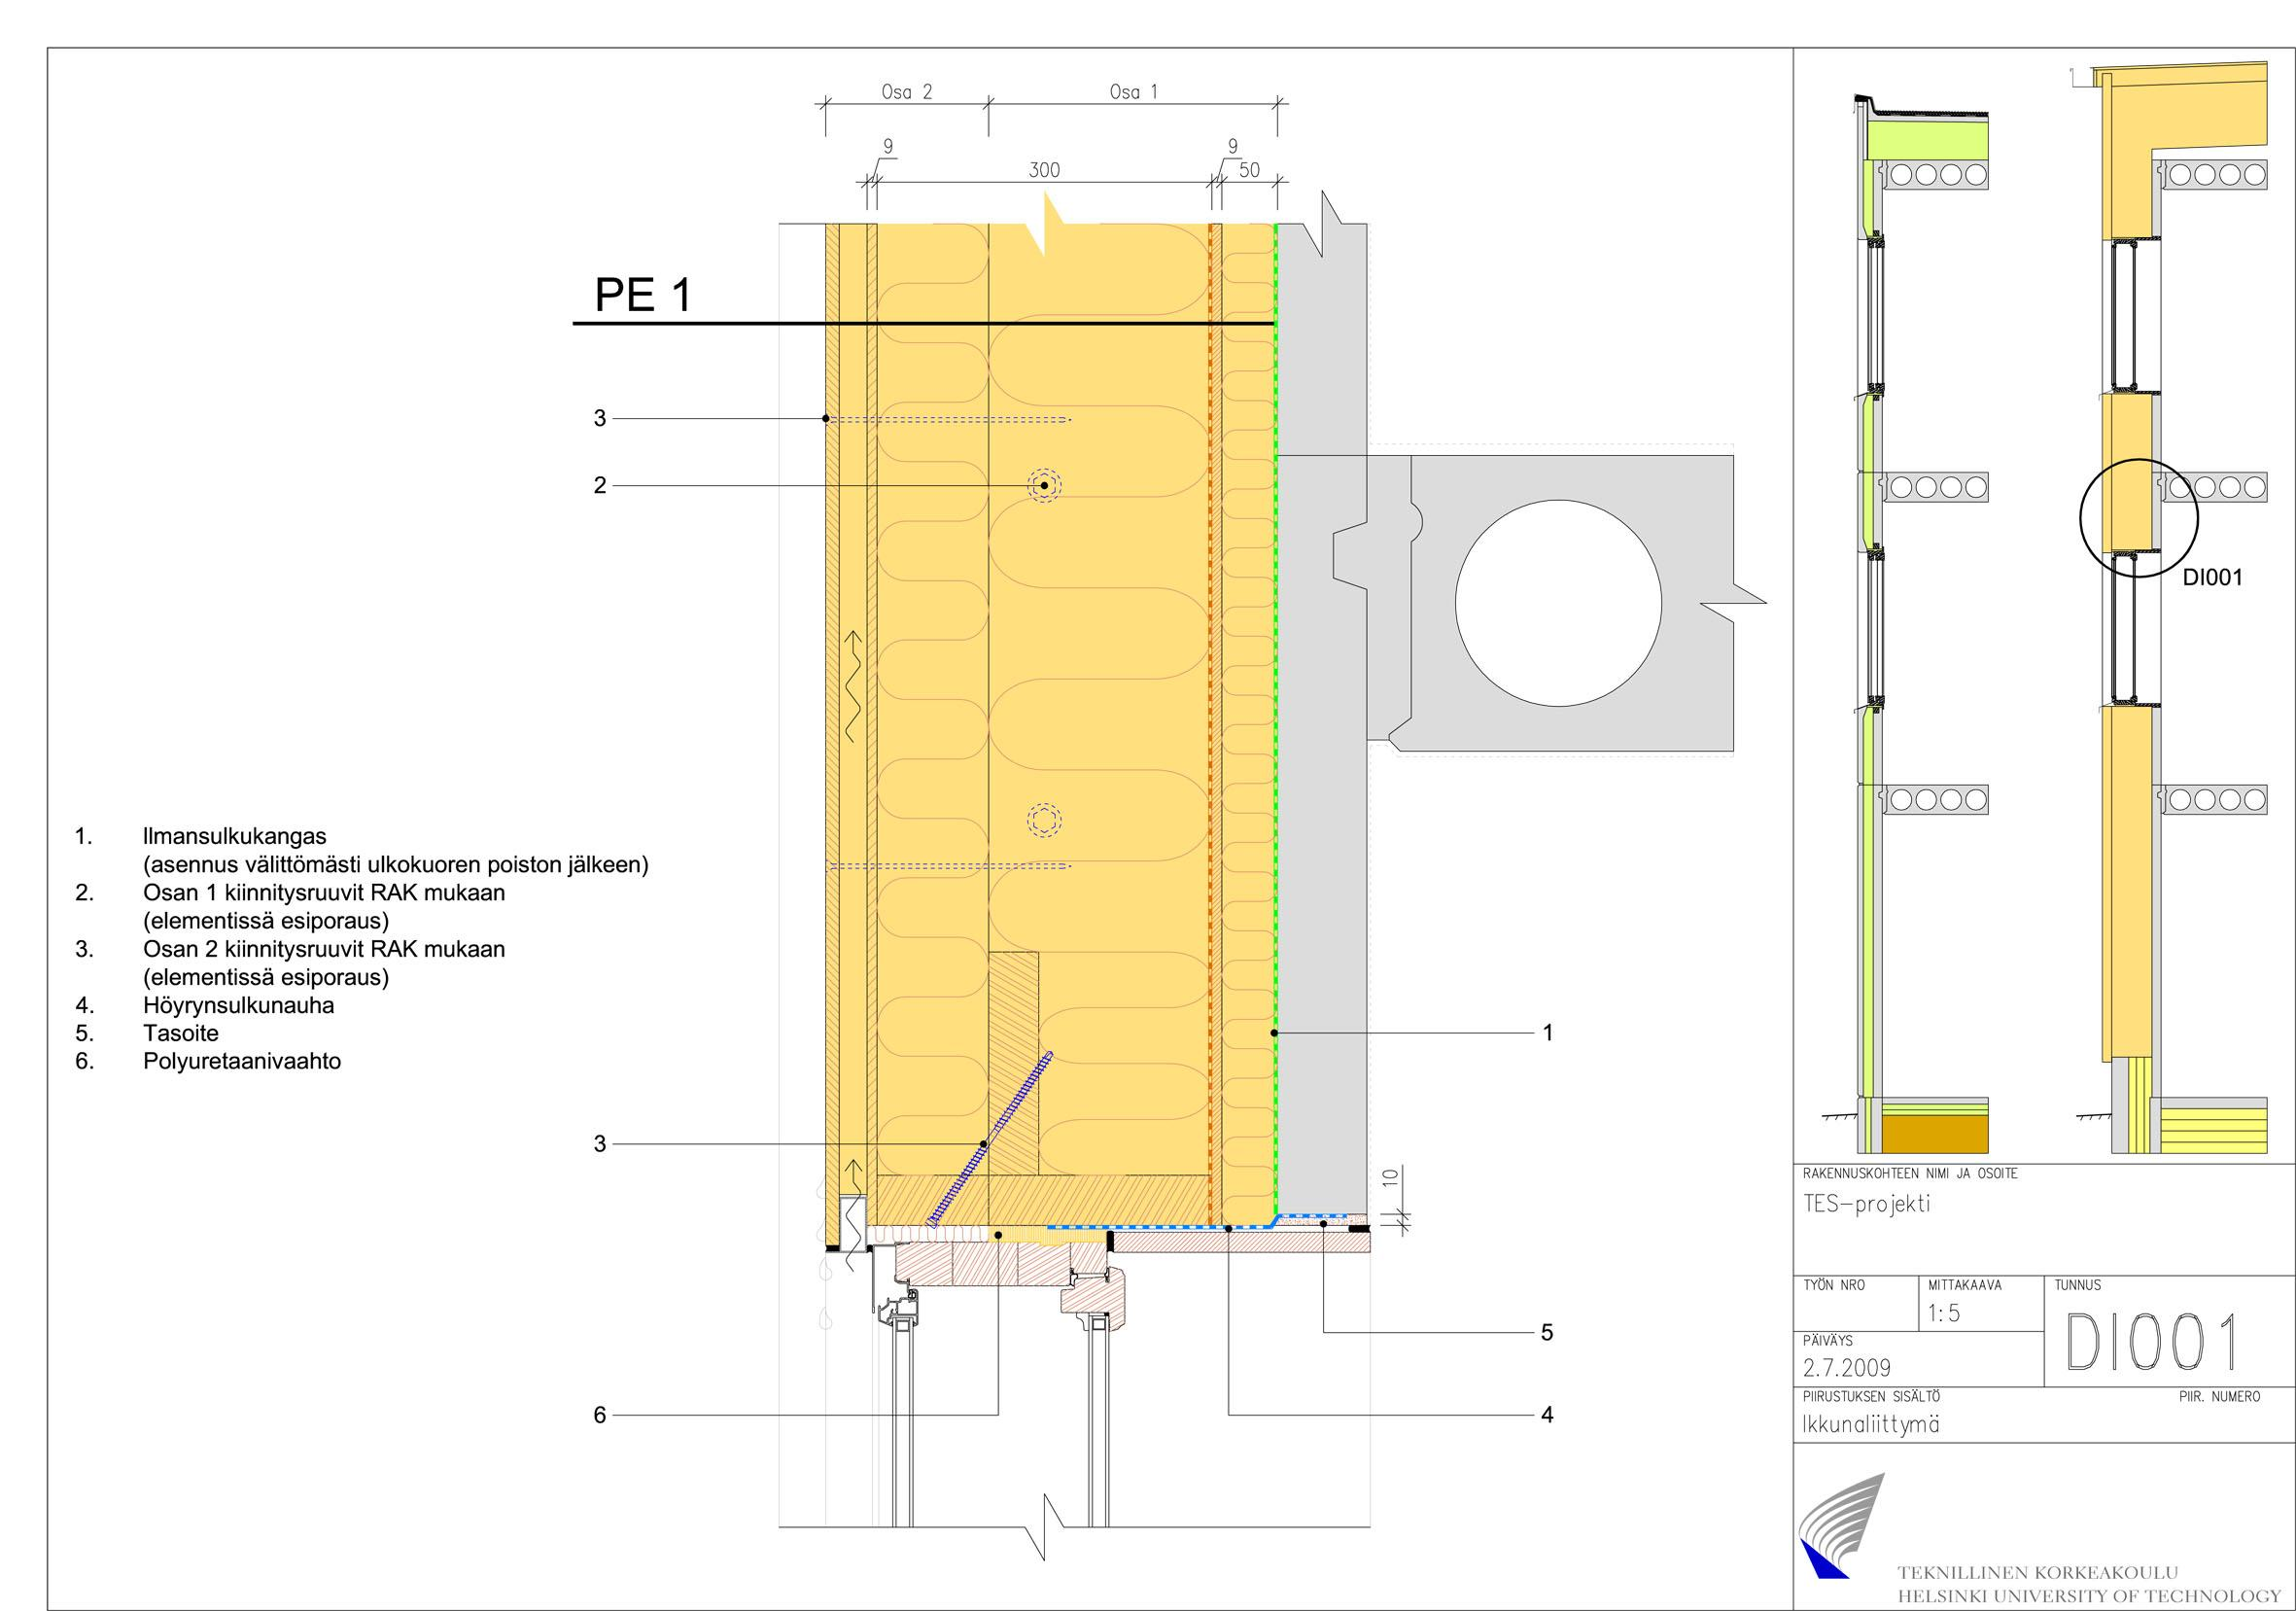 Osa 2
Osa 1
9
9
300
50
PE 1
3
2
1. Ilmansulkukangas
(asennus välittömästi ulkokuoren poiston jälkeen)
2. Osan 1 kiinnitysruuvit RAK mukaan
(elementissä esiporaus)
3. Osan 2 kiinnitysruuvit RAK mukaan
(elementissä esiporaus)
4. Höyrynsulkunauha
5. Tasoite
6. Polyuretaanivaahto
1
3
10
5
6
4
DI001
RAKENNUSKOHTEEN NIMI JA OSOITE
TES-projekti
TYÖN NRO
MITTAKAAVA
1:5
TUNNUS
DI001
PÄIVÄYS
2.7.2009
PIIRUSTUKSEN SISÄLTÖ
PIIR. NUMERO
Ikkunaliittymä
TEKNILLINEN KORKEAKOULU
HELSINKI UNIVERSITY OF TECHNOLOGY